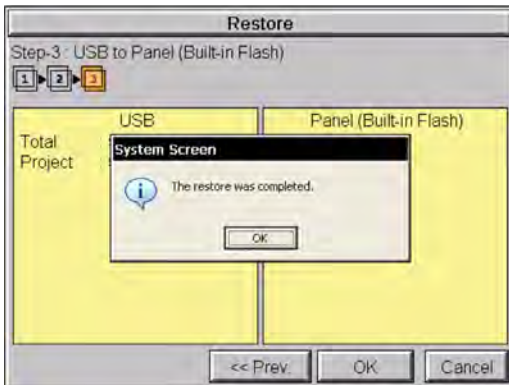 Restore
Step-3 : USB to Panel (Built-in Flash)
1 2 3
USB
Panel (Built-in Flash)
Total
Project
System Screen
The restore was completed.
OK
<< Prev.
OK
Cancel